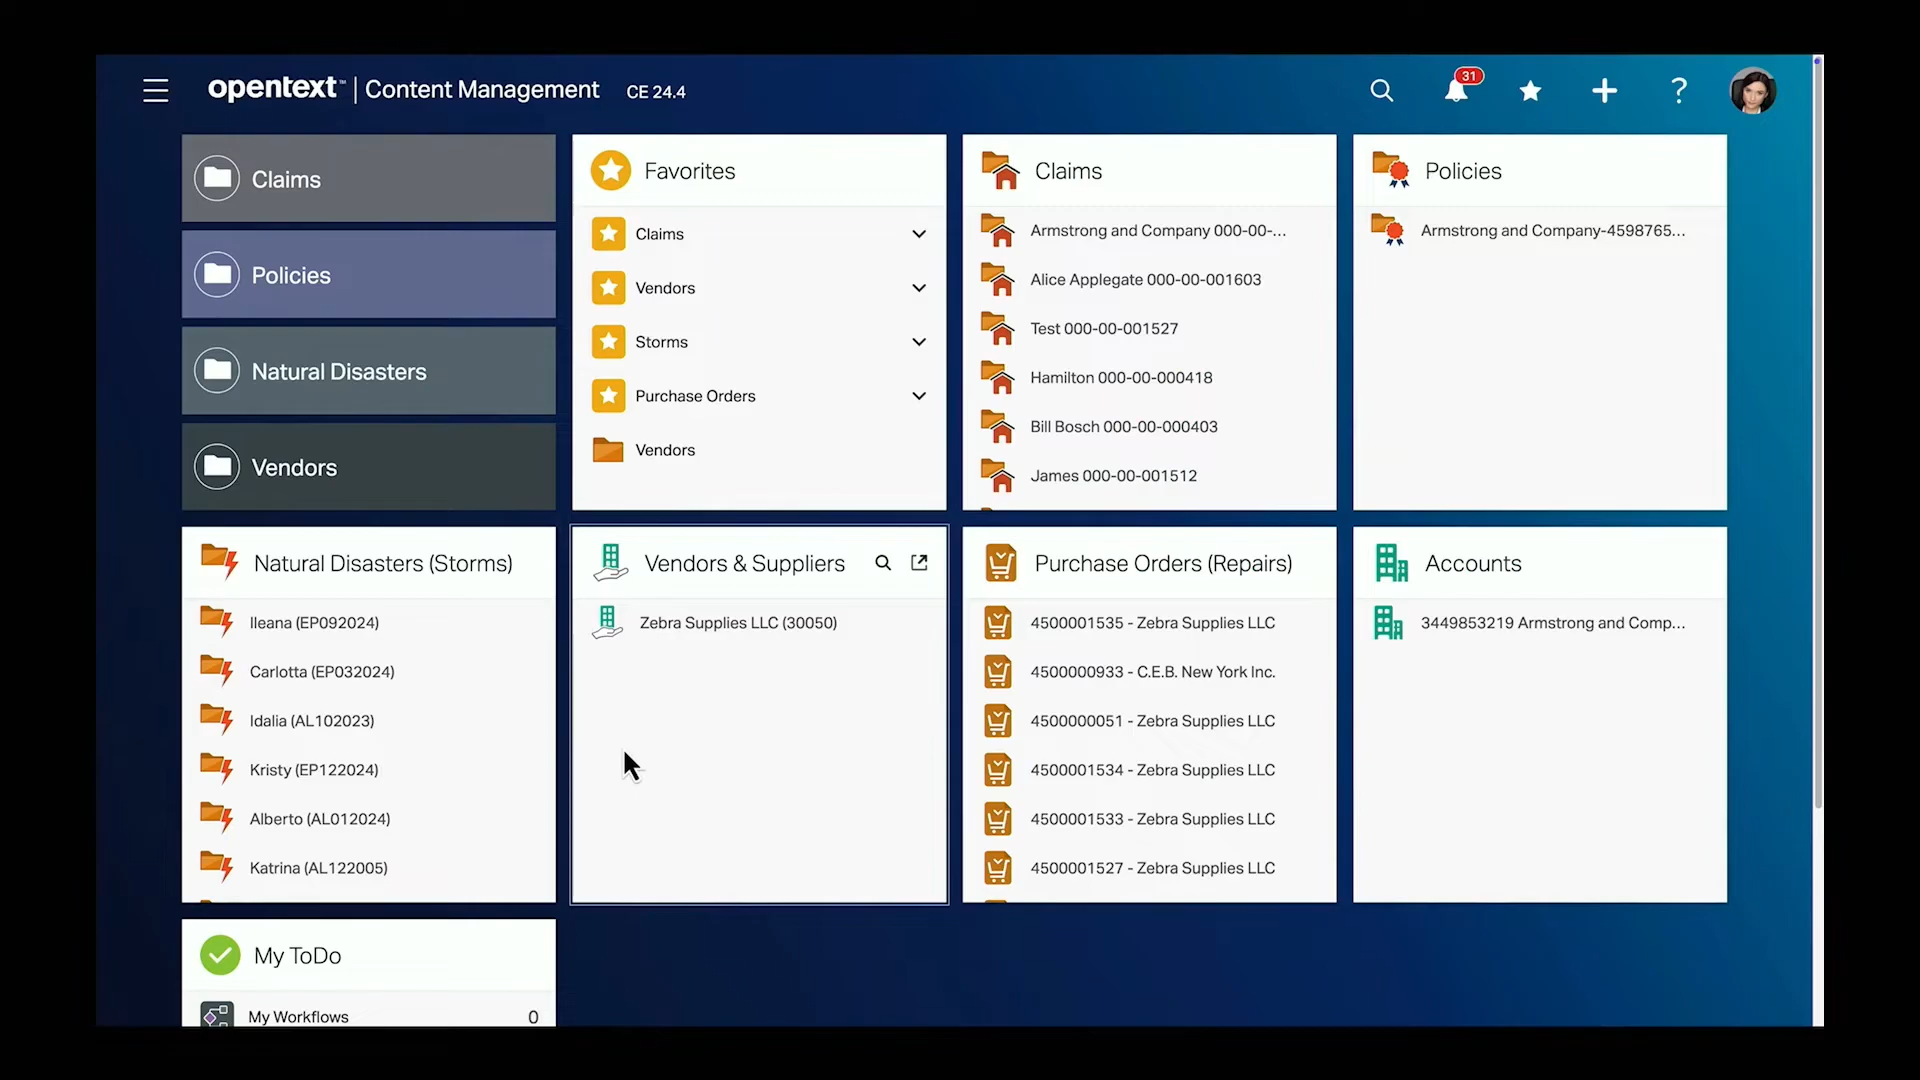 opentext™ | Content Management CE 24.4
31
Claims
Policies
Natural Disasters
Vendors
Favorites
Claims
Vendors
Storms
Purchase Orders
Vendors
Claims
Armstrong and Company 000-00-...
Alice Applegate 000-00-001603
Test 000-00-001527
Hamilton 000-00-000418
Bill Bosch 000-00-000403
James 000-00-001512
Policies
Armstrong and Company-4598765...
Natural Disasters (Storms)
Ileana (EP092024)
Carlotta (EP032024)
Idalia (AL102023)
Kristy (EP122024)
Alberto (AL012024)
Katrina (AL122005)
Vendors & Suppliers
Zebra Supplies LLC (30050)
Purchase Orders (Repairs)
4500001535 - Zebra Supplies LLC
4500000933 - C.E.B. New York Inc.
4500000051 - Zebra Supplies LLC
4500001534 - Zebra Supplies LLC
4500001533 - Zebra Supplies LLC
4500001527 - Zebra Supplies LLC
Accounts
3449853219 Armstrong and Comp...
My ToDo
My Workflows 0